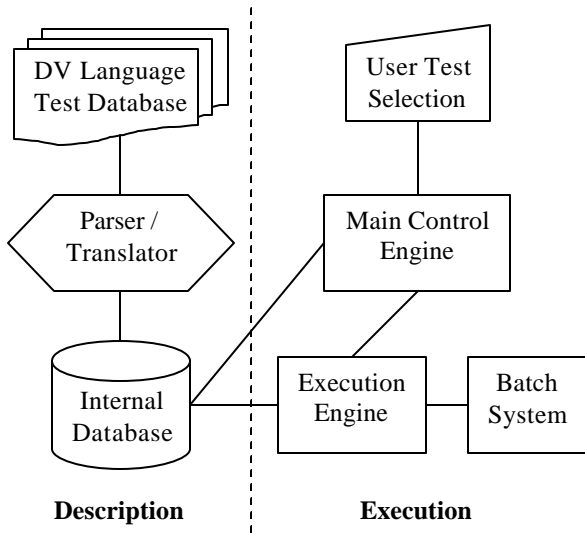 DV Language
Test Database
User Test
Selection
Parser /
Translator
Main Control
Engine
Internal
Database
Execution
Engine
Batch
System
Description
Execution